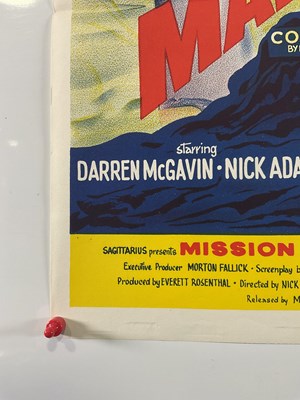 MA
CO
BY
starring
DARREN McGAVIN · NICK ADA
SAGITTARIUS presents MISSION
Executive Producer MORTON FALLICK · Screenplay b
Produced by EVERETT ROSENTHAL · Directed by NICK
Released by M